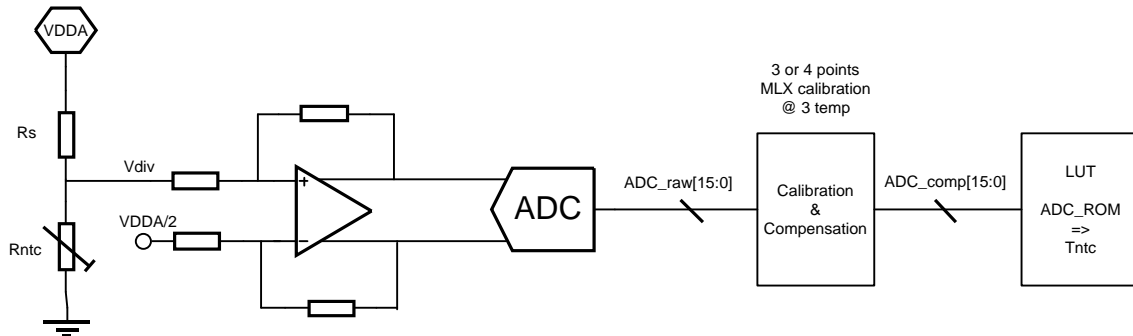 VDDA
3 or 4 points
MLX calibration
@ 3 temp
Rs
Vdiv
+
ADC
ADC_raw[15:0]
Calibration
&
Compensation
ADC_comp[15:0]
LUT
ADC_ROM
=>
Tntc
VDDA/2
−
Rntc